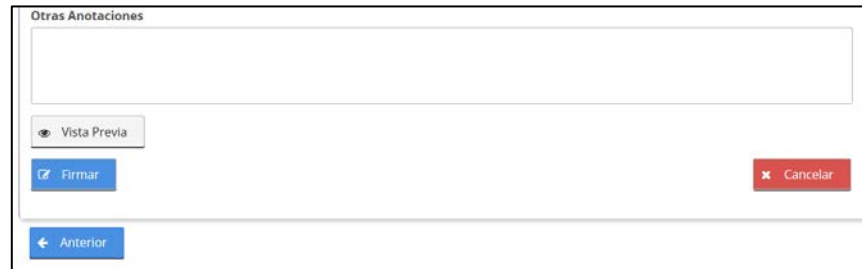 Otras Anotaciones
Vista Previa
Firmar
Cancelar
Anterior